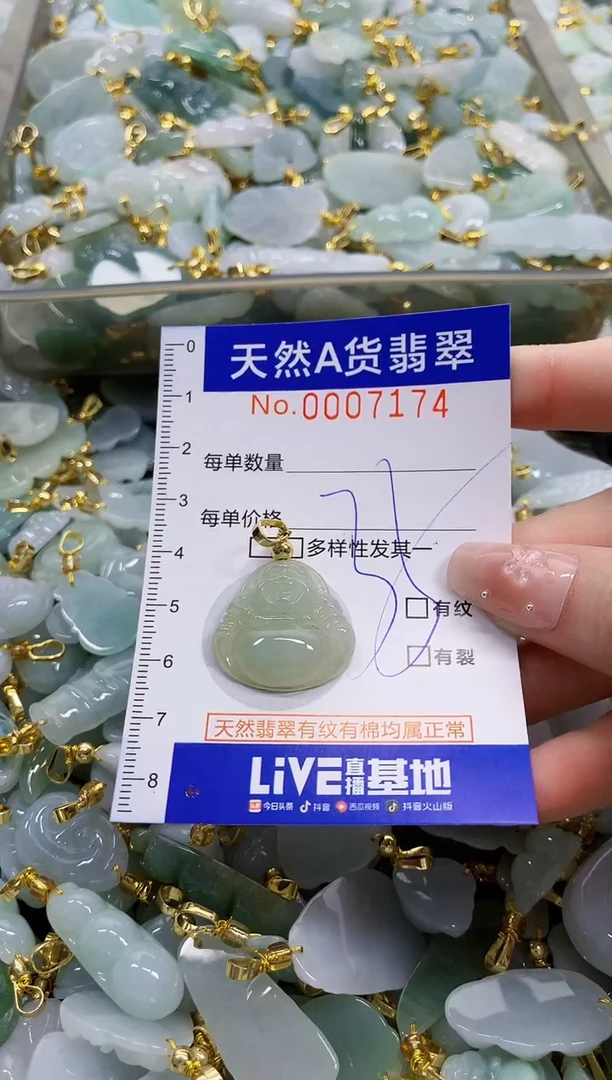 天然A货翡翠
No.0007174
0
1
2
每单数量
3
每单价格
4
多样性发其一
5
有纹
6
有裂
7
天然翡翠有纹有棉均属正常
8
LiVE直播基地
今日头条 抖音 西瓜视频 抖音火山版